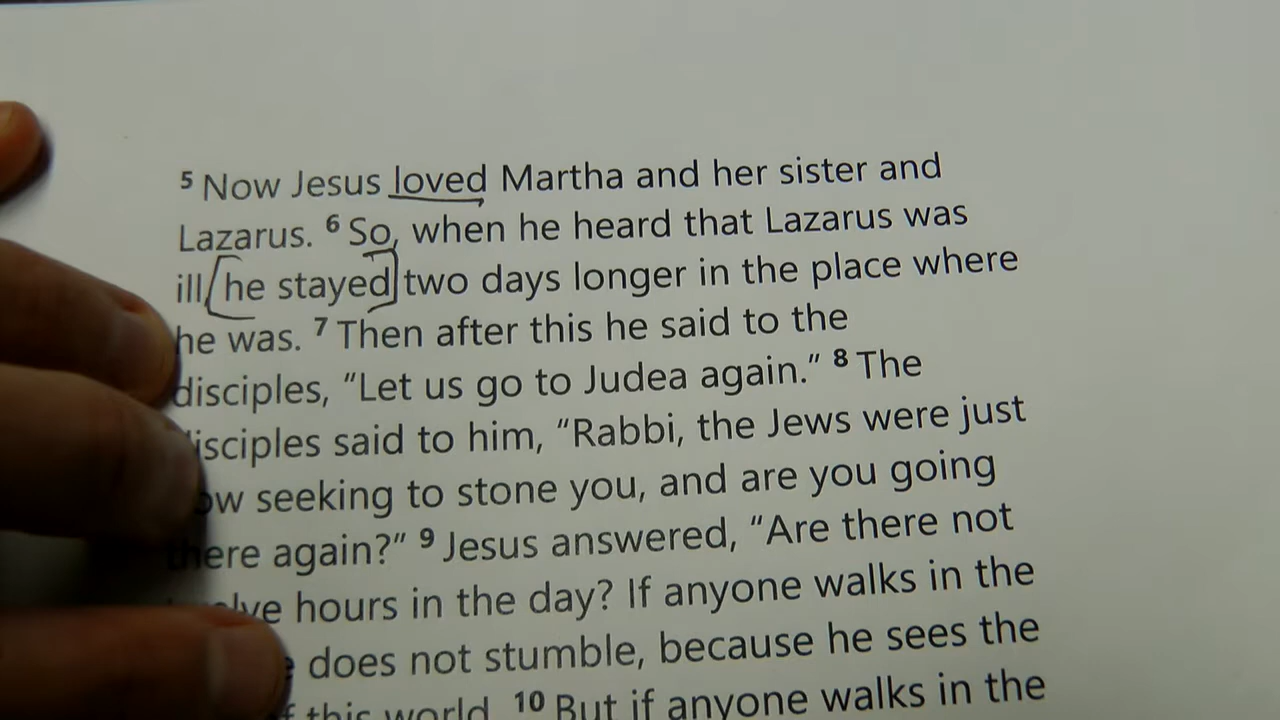 5 Now Jesus loved Martha and her sister and
Lazarus. 6 So, when he heard that Lazarus was
ill, he stayed two days longer in the place where
he was. 7 Then after this he said to the
disciples, “Let us go to Judea again.” 8 The
disciples said to him, “Rabbi, the Jews were just
now seeking to stone you, and are you going
there again?” 9 Jesus answered, “Are there not
hours in the day? If anyone walks in the
does not stumble, because he sees the
this world. 10 But if anyone walks in the